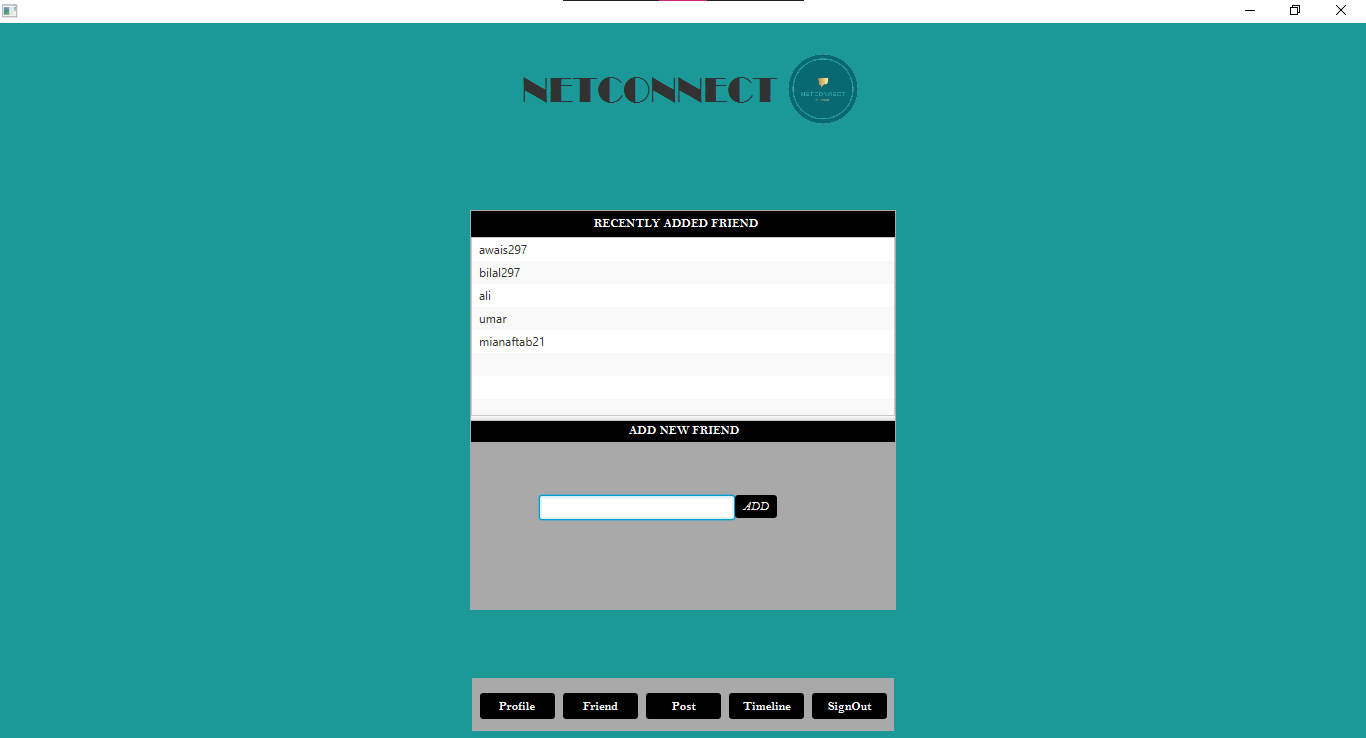 NETCONNECT
NETCONNECT
RECENTLY ADDED FRIEND
awais297
bilal297
ali
umar
mianaftab21
ADD NEW FRIEND
ADD
Profile Friend Post Timeline SignOut